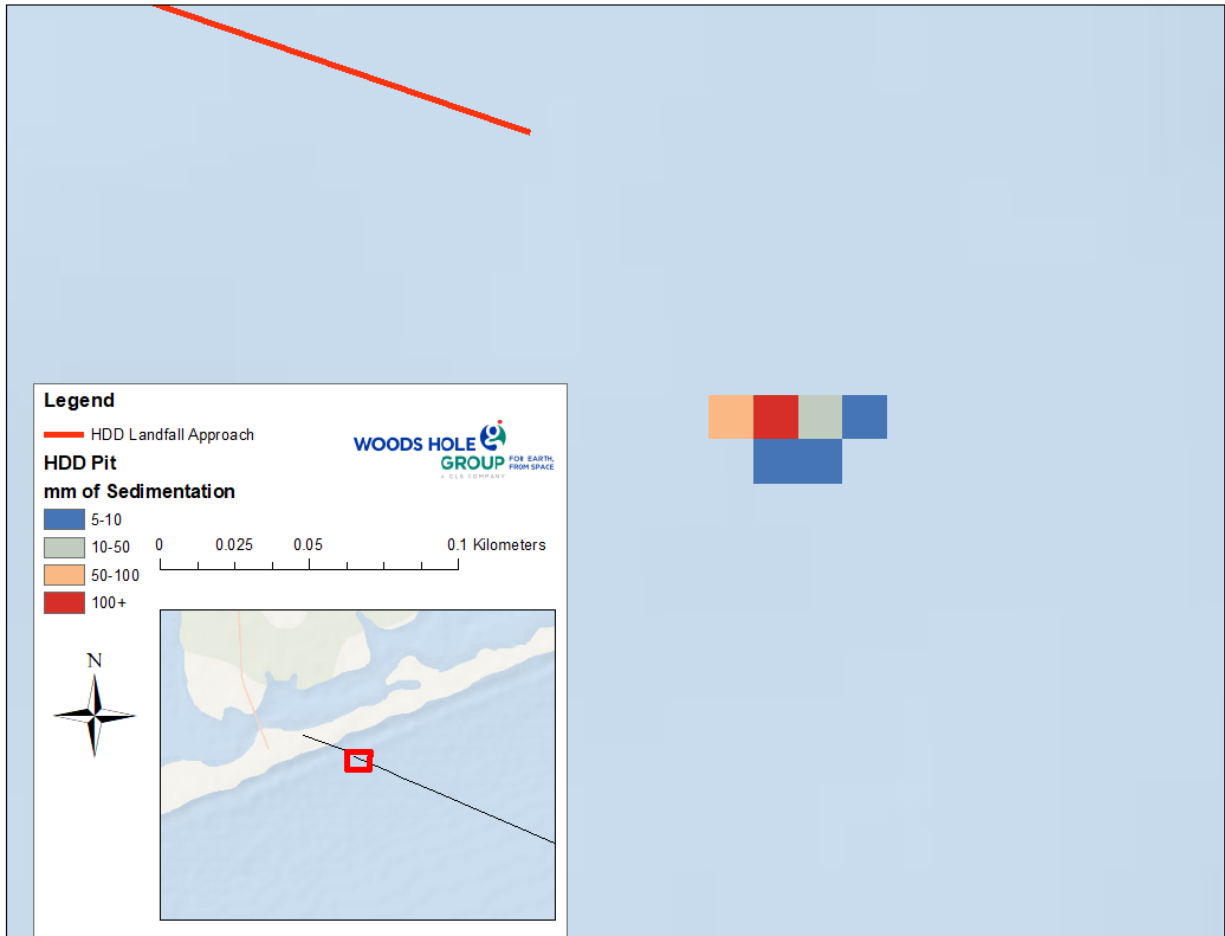 Legend
HDD Landfall Approach
WOODS HOLE
GROUP
FOR EARTH,
FROM SPACE
A CLS COMPANY
HDD Pit
mm of Sedimentation
5-10
10-50
50-100
100+
0 0.025 0.05 0.1 Kilometers
N